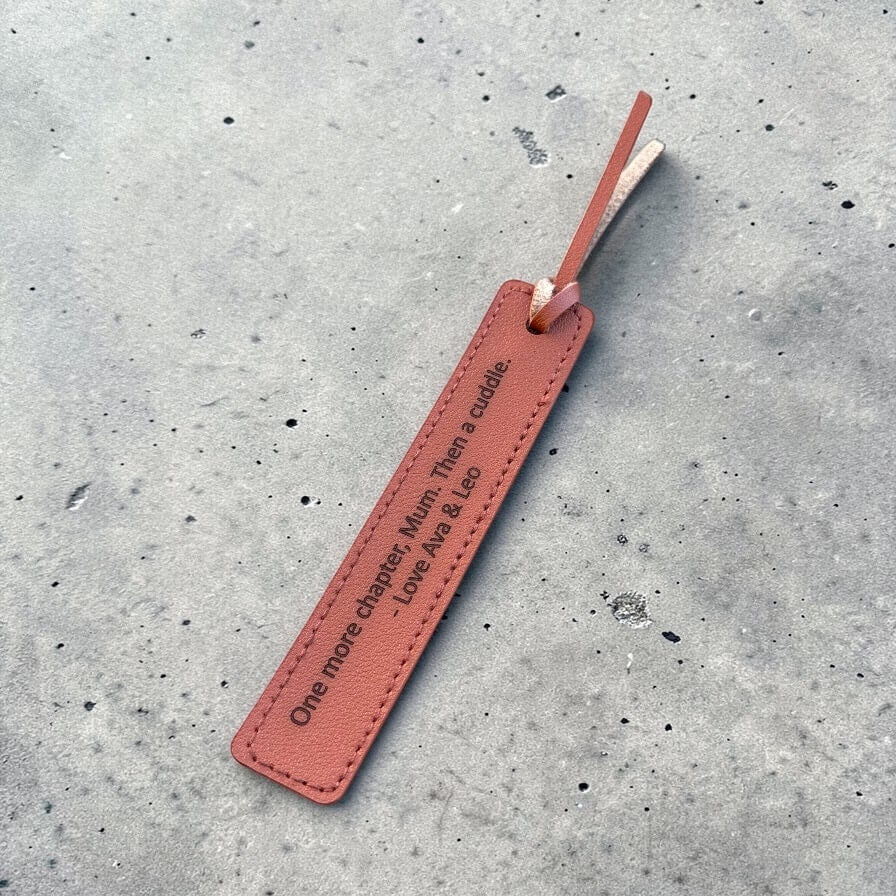 One more chapter, Mum. Then a cuddle.
- Love Ava & Leo